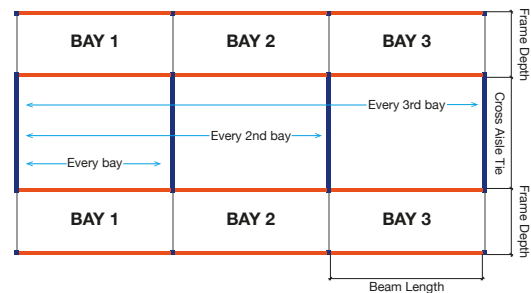 BAY 1 BAY 2 BAY 3
Frame Depth
Every 3rd bay
Every 2nd bay
Every bay
Cross Aisle Tie
BAY 1 BAY 2 BAY 3
Frame Depth
Beam Length